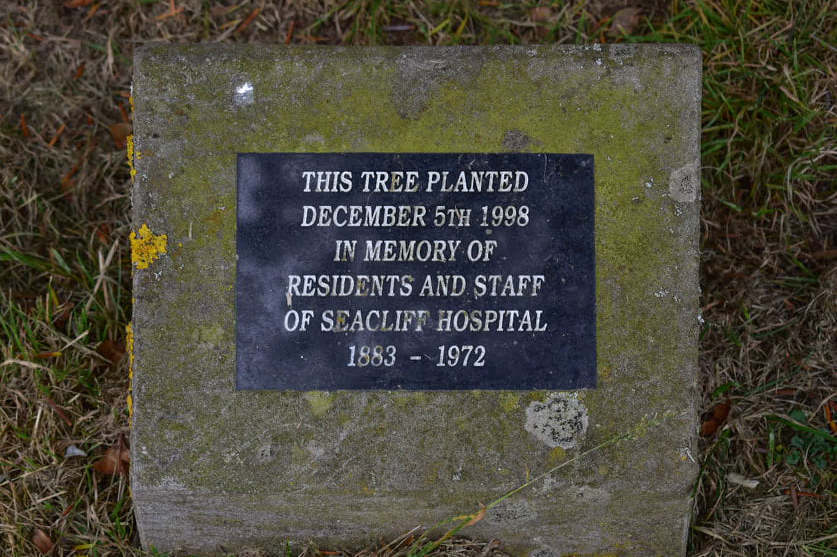 THIS TREE PLANTED
DECEMBER 5TH 1998
IN MEMORY OF
RESIDENTS AND STAFF
OF SEACLIFF HOSPITAL
1883 - 1972